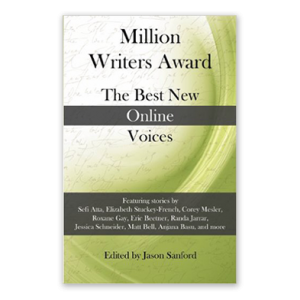 Million
Writers Award
The Best New
Online
Voices
Featuring stories by
Sefi Atta, Elizabeth Stuckey-French, Corey Mesler,
Roxane Gay, Eric Beetner, Randa Jarrar,
Jessica Schneider, Matt Bell, Anjana Basu, and more
Edited by Jason Sanford